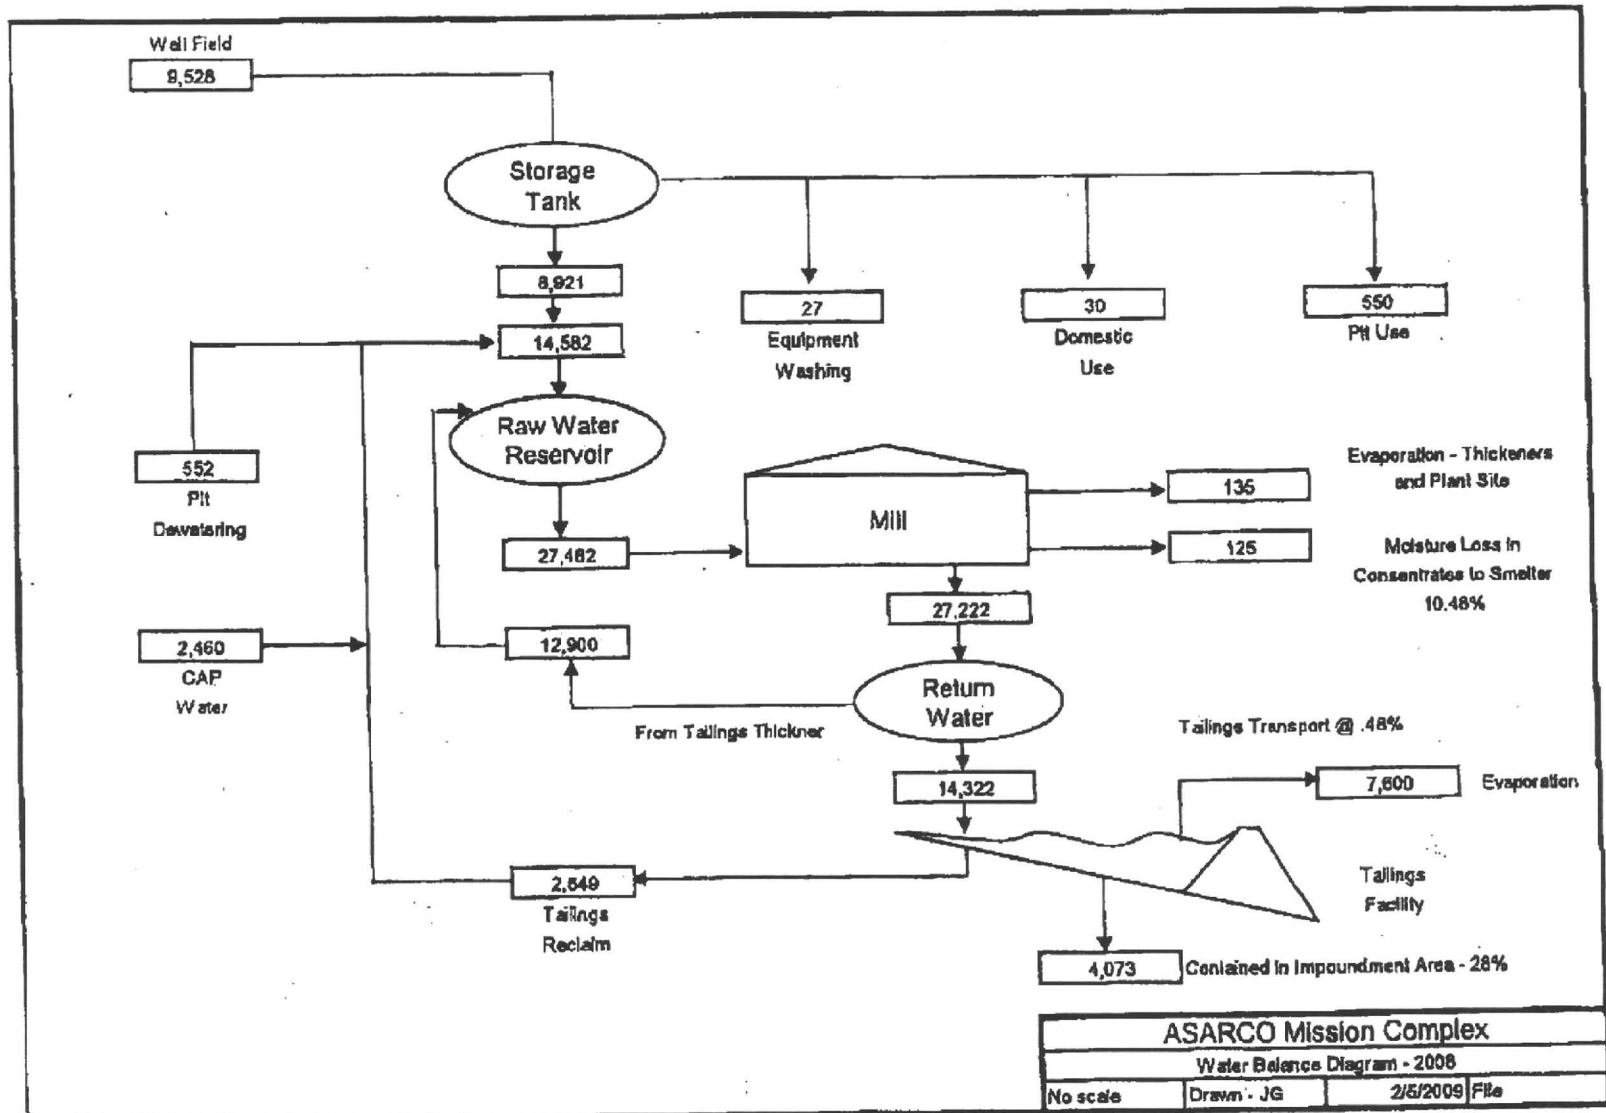 Well Field
9,528
Storage
Tank
8,921
27
30
550
Equipment
Washing
Domestic
Use
Pit Use
14,582
Raw Water
Reservoir
552
Pit
Dewatering
Mill
135
Evaporation - Thickeners
and Plant Site
27,482
125
Moisture Loss in
Concentrates to Smelter
10.48%
27,222
2,460
CAP
Water
12,900
Return
Water
From Tailings Thickner
Tailings Transport @ .48%
14,322
7,600
Evaporation
2,649
Tailings
Reclaim
Tailings
Facility
4,073
Contained in Impoundment Area - 28%
ASARCO Mission Complex
Water Balance Diagram - 2008
No scale
Drawn - JG
2/5/2009
File